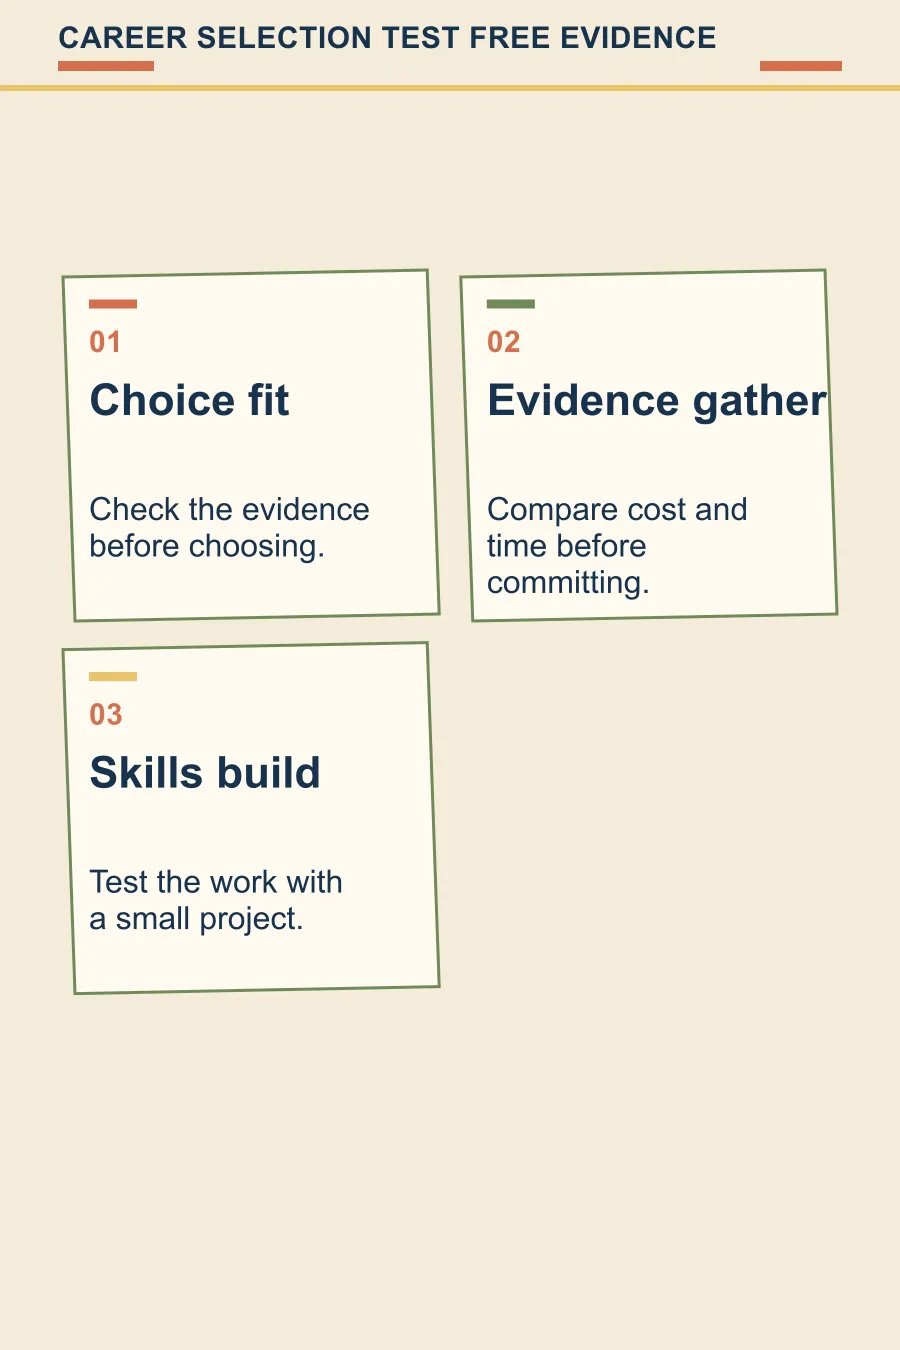 CAREER SELECTION TEST FREE EVIDENCE
01
Choice fit
Check the evidence
before choosing.
02
Evidence gather
Compare cost and
time before
committing.
03
Skills build
Test the work with
a small project.